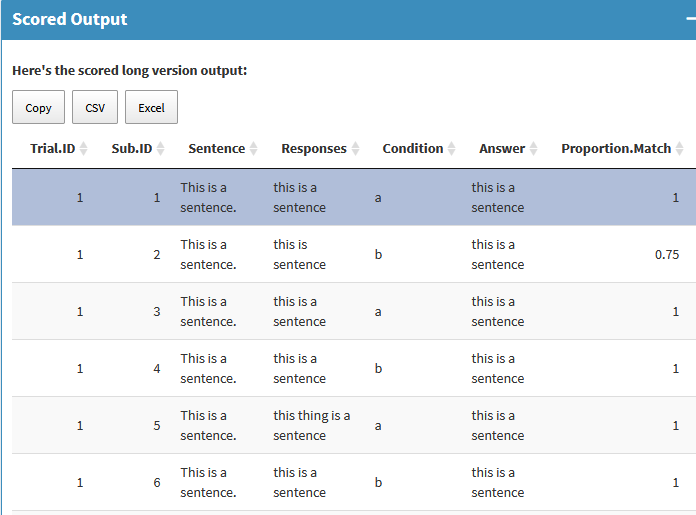 Scored Output
Here's the scored long version output:
Copy CSV Excel
Trial.ID Sub.ID Sentence Responses Condition Answer Proportion.Match
1 1 This is a sentence. this is a sentence a this is a sentence 1
1 2 This is a sentence. this is sentence b this is a sentence 0.75
1 3 This is a sentence. this is a sentence a this is a sentence 1
1 4 This is a sentence. this is a sentence b this is a sentence 1
1 5 This is a sentence. this thing is a sentence a this is a sentence 1
1 6 This is a sentence. this is a sentence b this is a sentence 1